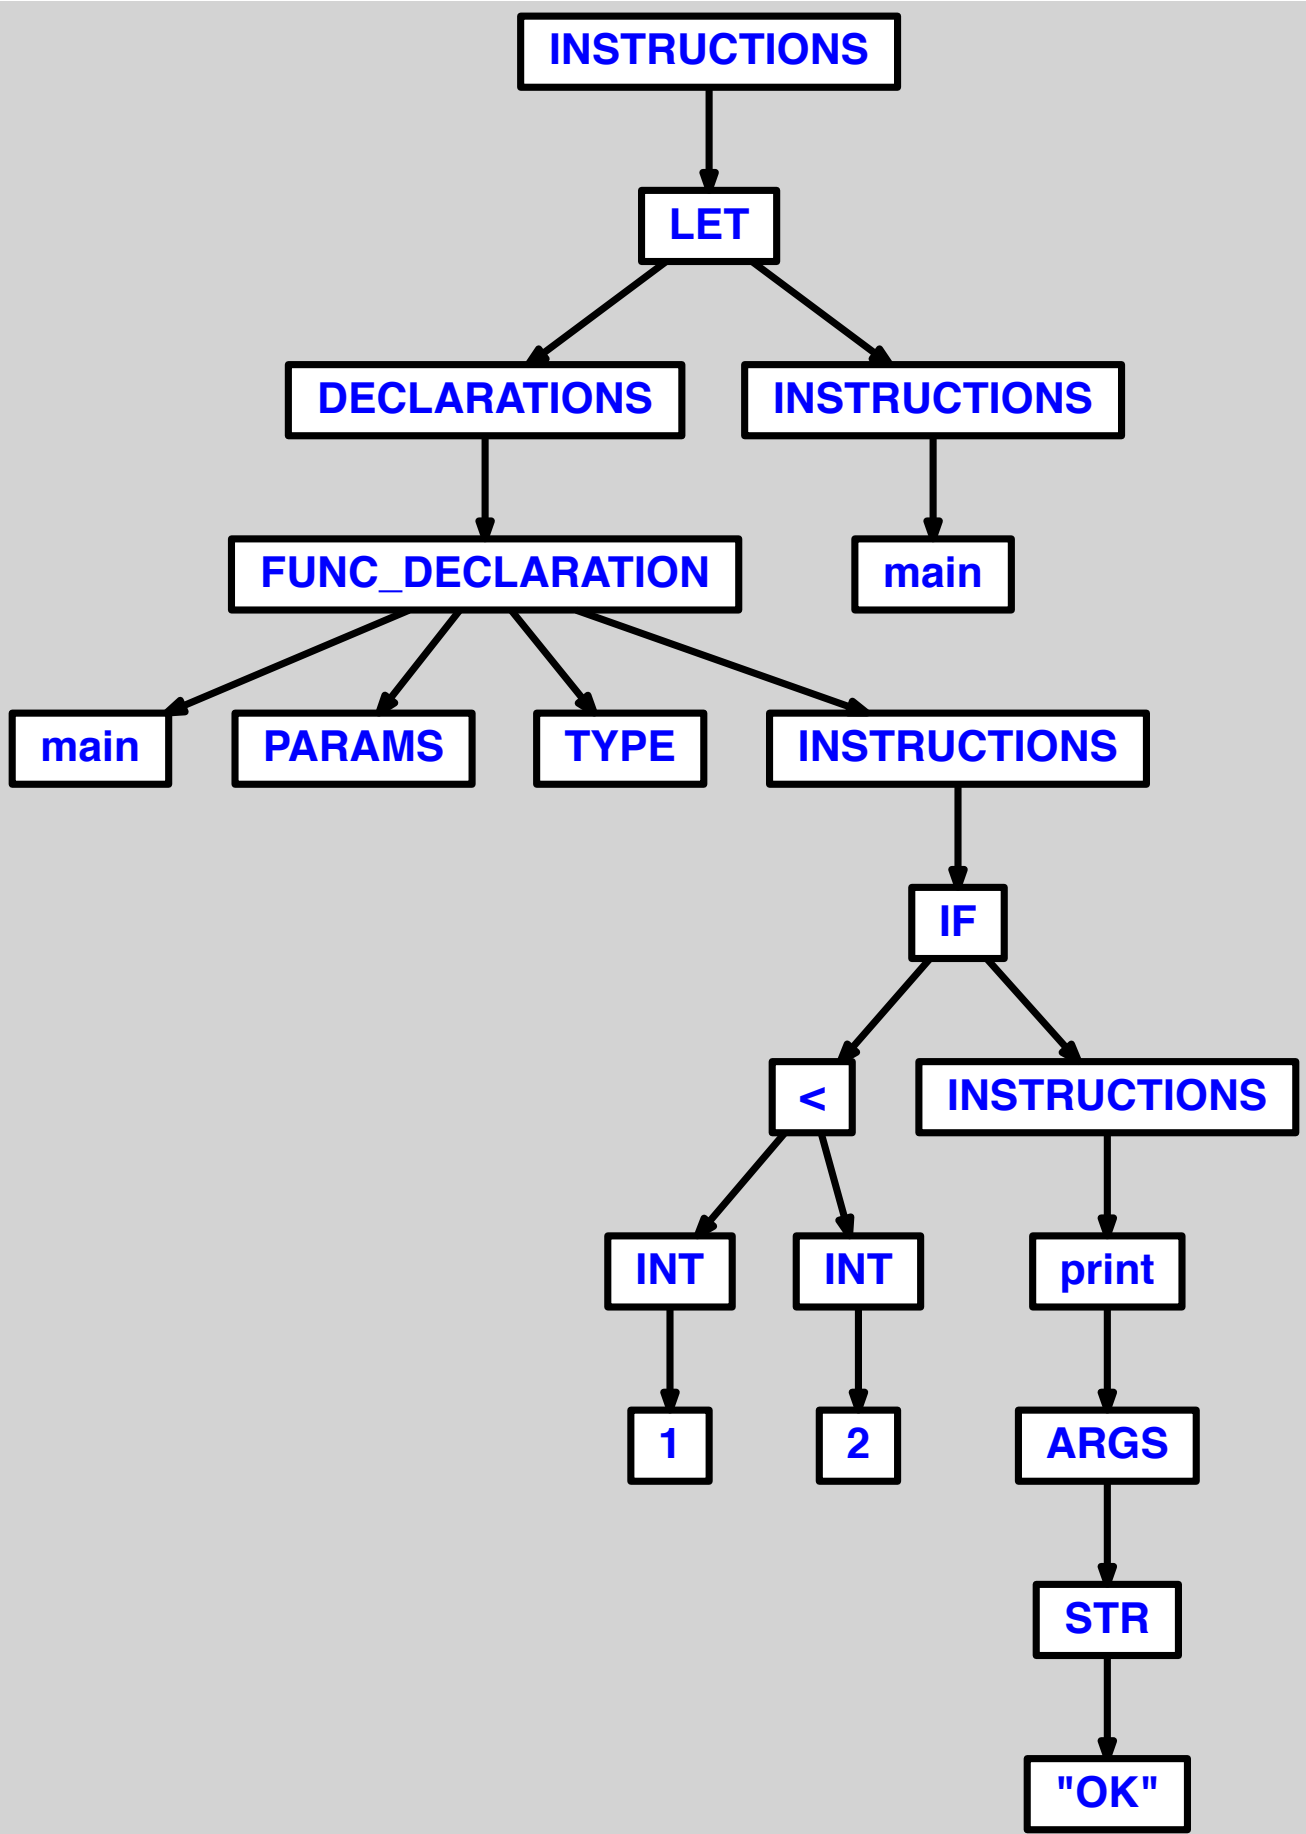 INSTRUCTIONS
LET
DECLARATIONS
INSTRUCTIONS
FUNC_DECLARATION
main
main
PARAMS
TYPE
INSTRUCTIONS
IF
<
INSTRUCTIONS
INT
INT
print
1
2
ARGS
STR
"OK"